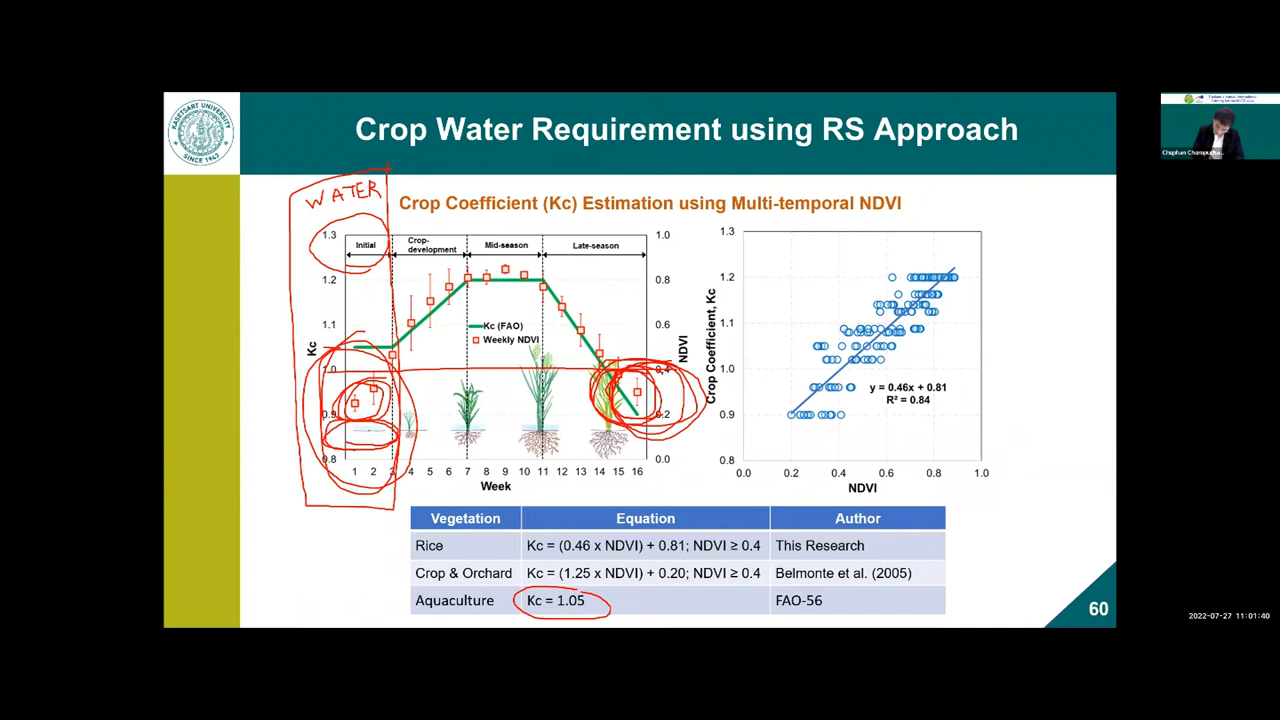 KASETSART UNIVERSITY
SINCE 1943
Crop Water Requirement using RS Approach
Chuphan Chompucha...
WATER
Crop Coefficient (Kc) Estimation using Multi-temporal NDVI
1.3
1.2
1.1
1.0
0.9
0.8
Kc
Initial
Crop-
development
Mid-season
Late-season
Kc (FAO)
Weekly NDVI
1.0
0.8
0.6
0.4
0.2
0.0
NDVI
1 2 3 4 5 6 7 8 9 10 11 12 13 14 15 16
Week
1.3
1.2
1.1
1.0
0.9
0.8
Crop Coefficient, Kc
y = 0.46x + 0.81
R² = 0.84
0.0 0.2 0.4 0.6 0.8 1.0
NDVI
Vegetation Equation Author
Rice Kc = (0.46 x NDVI) + 0.81; NDVI ≥ 0.4 This Research
Crop & Orchard Kc = (1.25 x NDVI) + 0.20; NDVI ≥ 0.4 Belmonte et al. (2005)
Aquaculture Kc = 1.05 FAO-56
60
2022-07-27 11:01:40